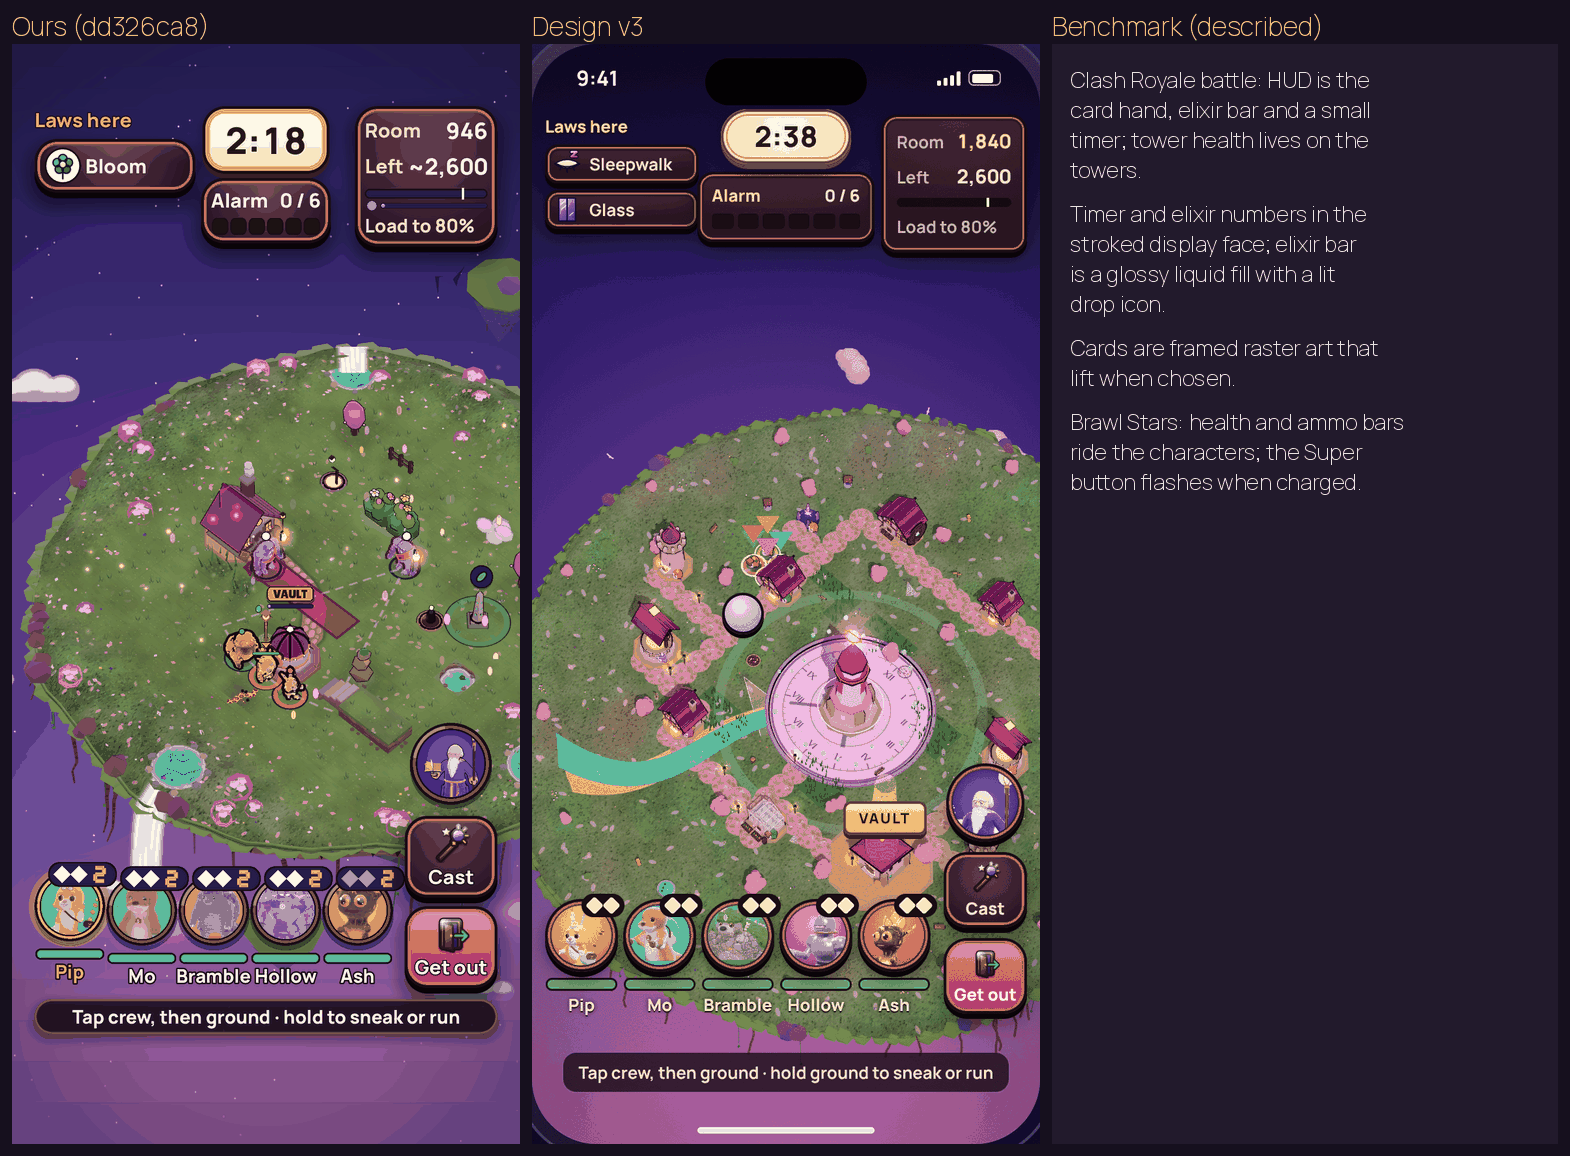 Ours (dd326ca8)
Laws here
Bloom
2:18
Alarm 0 / 6
Room 946
Left ~2,600
Load to 80%
VAULT
Cast
Get out
2
2
2
2
2
Pip
Mo
Bramble
Hollow
Ash
Tap crew, then ground · hold to sneak or run
Design v3
9:41
Laws here
Sleepwalk
Glass
2:38
Alarm 0 / 6
Room 1,840
Left 2,600
Load to 80%
VAULT
Cast
Get out
Pip
Mo
Bramble
Hollow
Ash
Tap crew, then ground · hold ground to sneak or run
Benchmark (described)
Clash Royale battle: HUD is the
card hand, elixir bar and a small
timer; tower health lives on the
towers.
Timer and elixir numbers in the
stroked display face; elixir bar
is a glossy liquid fill with a lit
drop icon.
Cards are framed raster art that
lift when chosen.
Brawl Stars: health and ammo bars
ride the characters; the Super
button flashes when charged.